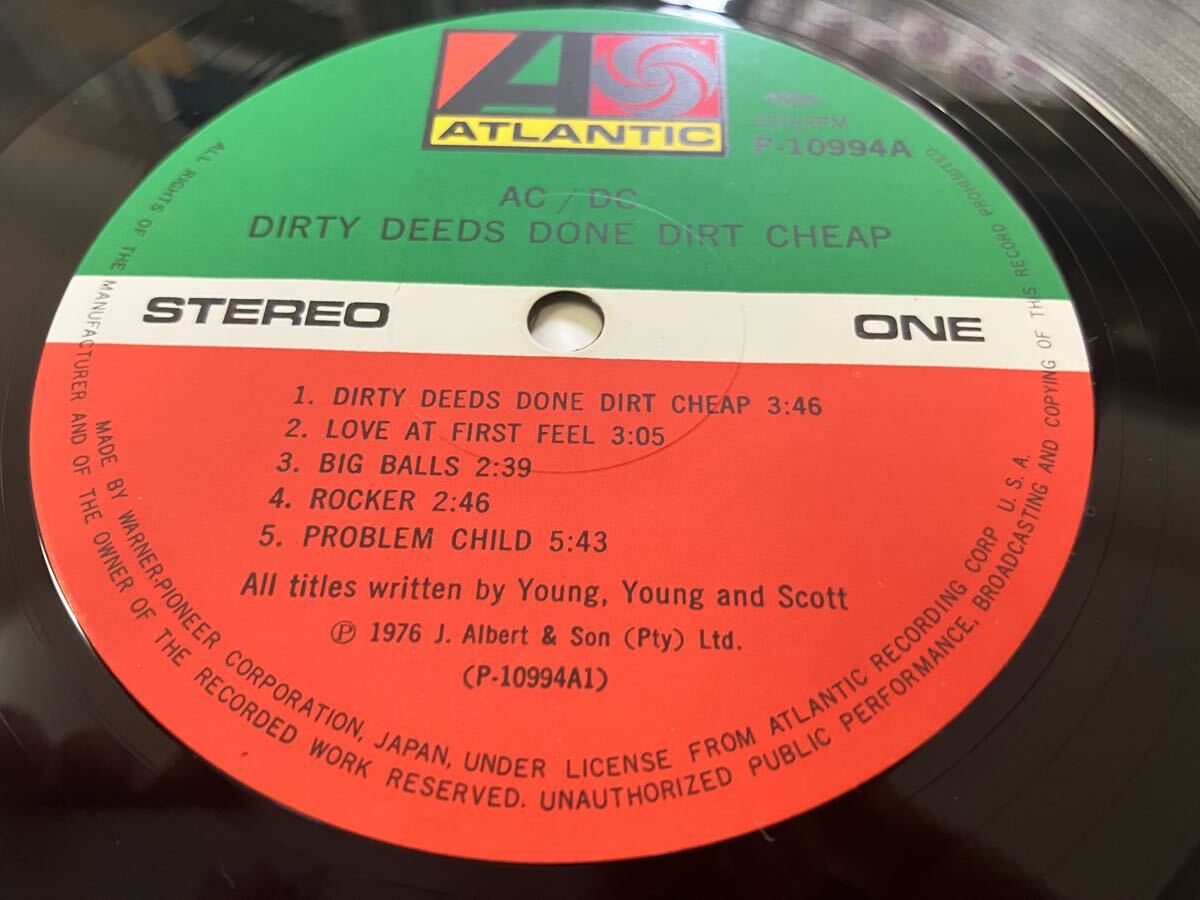 ATLANTIC
33⅓RPM
P-10994A
AC / DC
DIRTY DEEDS DONE DIRT CHEAP
STEREO
ONE
1. DIRTY DEEDS DONE DIRT CHEAP 3:46
2. LOVE AT FIRST FEEL 3:05
3. BIG BALLS 2:39
4. ROCKER 2:46
5. PROBLEM CHILD 5:43
All titles written by Young, Young and Scott
Ⓟ 1976 J. Albert & Son (Pty) Ltd.
(P-10994A1)
MADE BY WARNER-PIONEER CORPORATION, JAPAN, UNDER LICENSE FROM ATLANTIC RECORDING CORP U. S. A.
ALL RIGHTS OF THE MANUFACTURER AND OF THE OWNER OF THE RECORDED WORK RESERVED. UNAUTHORIZED PUBLIC PERFORMANCE, BROADCASTING AND COPYING OF THIS RECORD PROHIBITED.